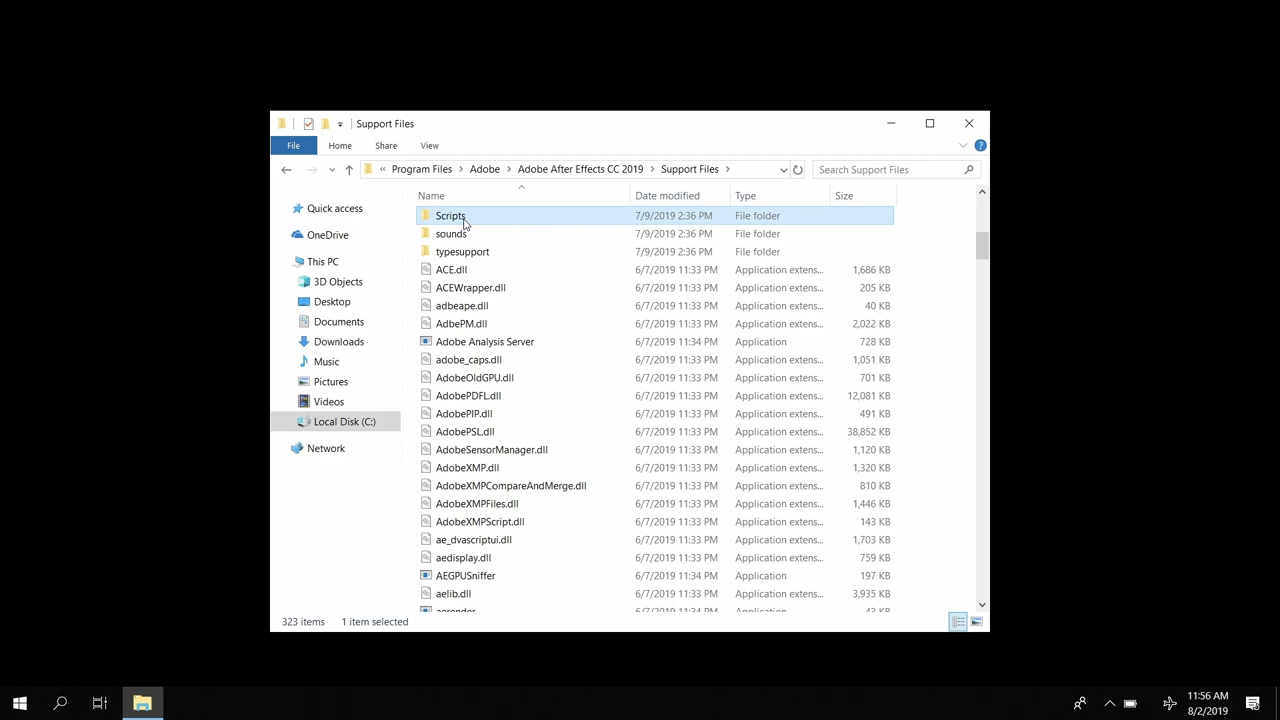 Support Files
File Home Share View
« Program Files > Adobe > Adobe After Effects CC 2019 > Support Files >
Search Support Files
Name Date modified Type Size
Quick access
OneDrive
This PC
3D Objects
Desktop
Documents
Downloads
Music
Pictures
Videos
Local Disk (C:)
Network
Scripts 7/9/2019 2:36 PM File folder
sounds 7/9/2019 2:36 PM File folder
typesupport 7/9/2019 2:36 PM File folder
ACE.dll 6/7/2019 11:33 PM Application extens... 1,686 KB
ACEWrapper.dll 6/7/2019 11:33 PM Application extens... 205 KB
adbeape.dll 6/7/2019 11:33 PM Application extens... 40 KB
AdbePM.dll 6/7/2019 11:33 PM Application extens... 2,022 KB
Adobe Analysis Server 6/7/2019 11:34 PM Application 728 KB
adobe_caps.dll 6/7/2019 11:33 PM Application extens... 1,051 KB
AdobeOldGPU.dll 6/7/2019 11:33 PM Application extens... 701 KB
AdobePDFL.dll 6/7/2019 11:33 PM Application extens... 12,081 KB
AdobePIP.dll 6/7/2019 11:33 PM Application extens... 491 KB
AdobePSL.dll 6/7/2019 11:33 PM Application extens... 38,852 KB
AdobeSensorManager.dll 6/7/2019 11:33 PM Application extens... 1,120 KB
AdobeXMP.dll 6/7/2019 11:33 PM Application extens... 1,320 KB
AdobeXMPCompareAndMerge.dll 6/7/2019 11:33 PM Application extens... 810 KB
AdobeXMPFiles.dll 6/7/2019 11:33 PM Application extens... 1,446 KB
AdobeXMPScript.dll 6/7/2019 11:33 PM Application extens... 143 KB
ae_dvascriptui.dll 6/7/2019 11:33 PM Application extens... 1,703 KB
aedisplay.dll 6/7/2019 11:33 PM Application extens... 759 KB
AEGPUSniffer 6/7/2019 11:34 PM Application 197 KB
aelib.dll 6/7/2019 11:33 PM Application extens... 3,935 KB
aerender 6/7/2019 11:34 PM Application 43 KB
323 items 1 item selected
11:56 AM
8/2/2019